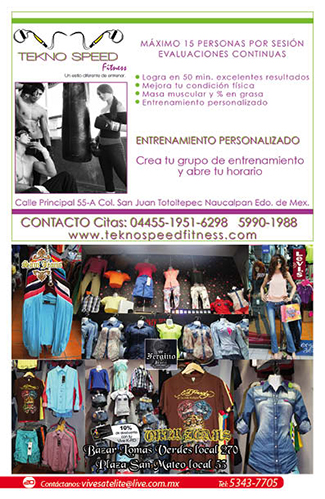 TEKNO SPEED
Fitness
Un estilo diferente de entrenar
MÁXIMO 15 PERSONAS POR SESIÓN
EVALUACIONES CONTINUAS
Logra en 50 min. excelentes resultados
Mejora tu condición física
Masa muscular y % en grasa
Entrenamiento personalizado
ENTRENAMIENTO PERSONALIZADO
Crea tu grupo de entrenamiento
y abre tu horario
Calle Principal 55-A Col. San Juan Totoltepec Naucalpan Edo. de Mex.
CONTACTO Citas: 04455-1951-6298 5990-1988
www.teknospeedfitness.com
LOVE
10%
Bazar Lomas Verdes local 270
Plaza San Mateo local 53
20 Contáctanos: vivesatelite@live.com.mx
Tel: 5343-7705